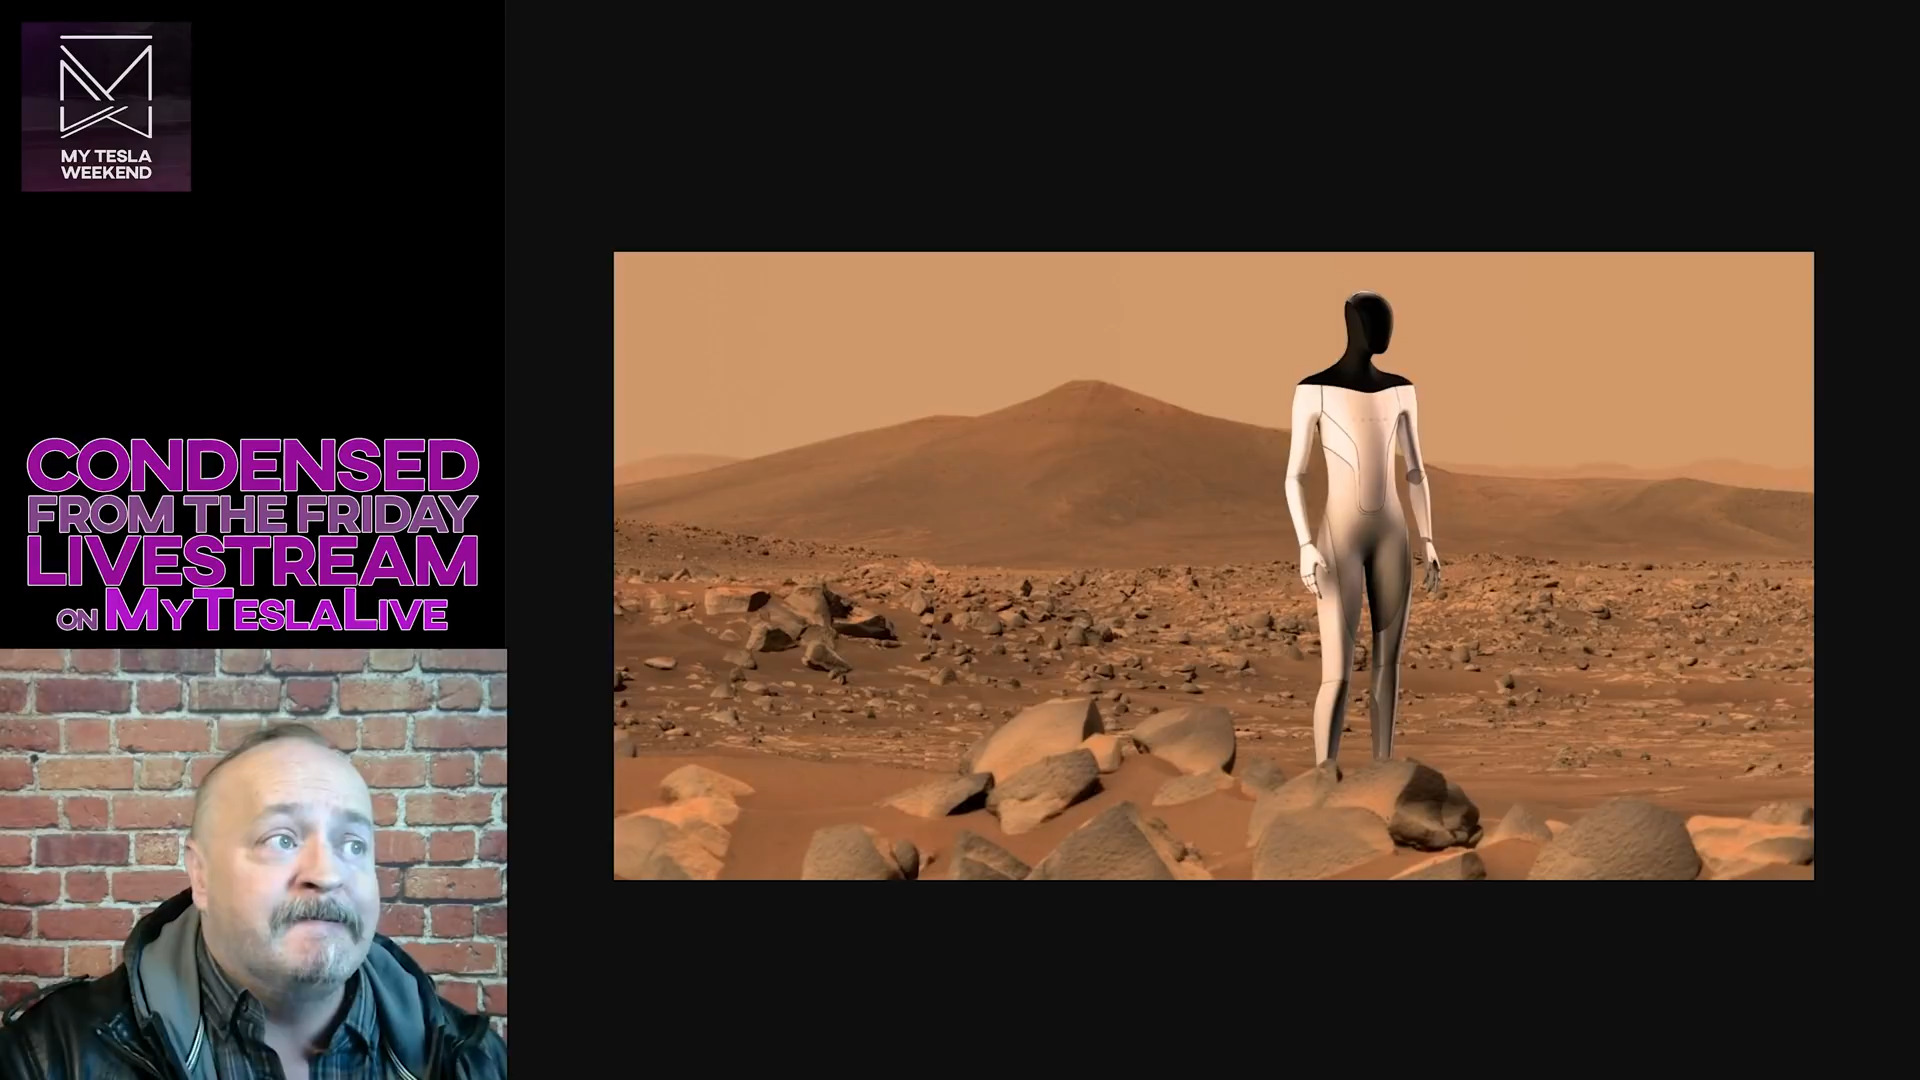 MY TESLA
WEEKEND
CONDENSED
FROM THE FRIDAY
LIVESTREAM
ON MYTESLALIVE